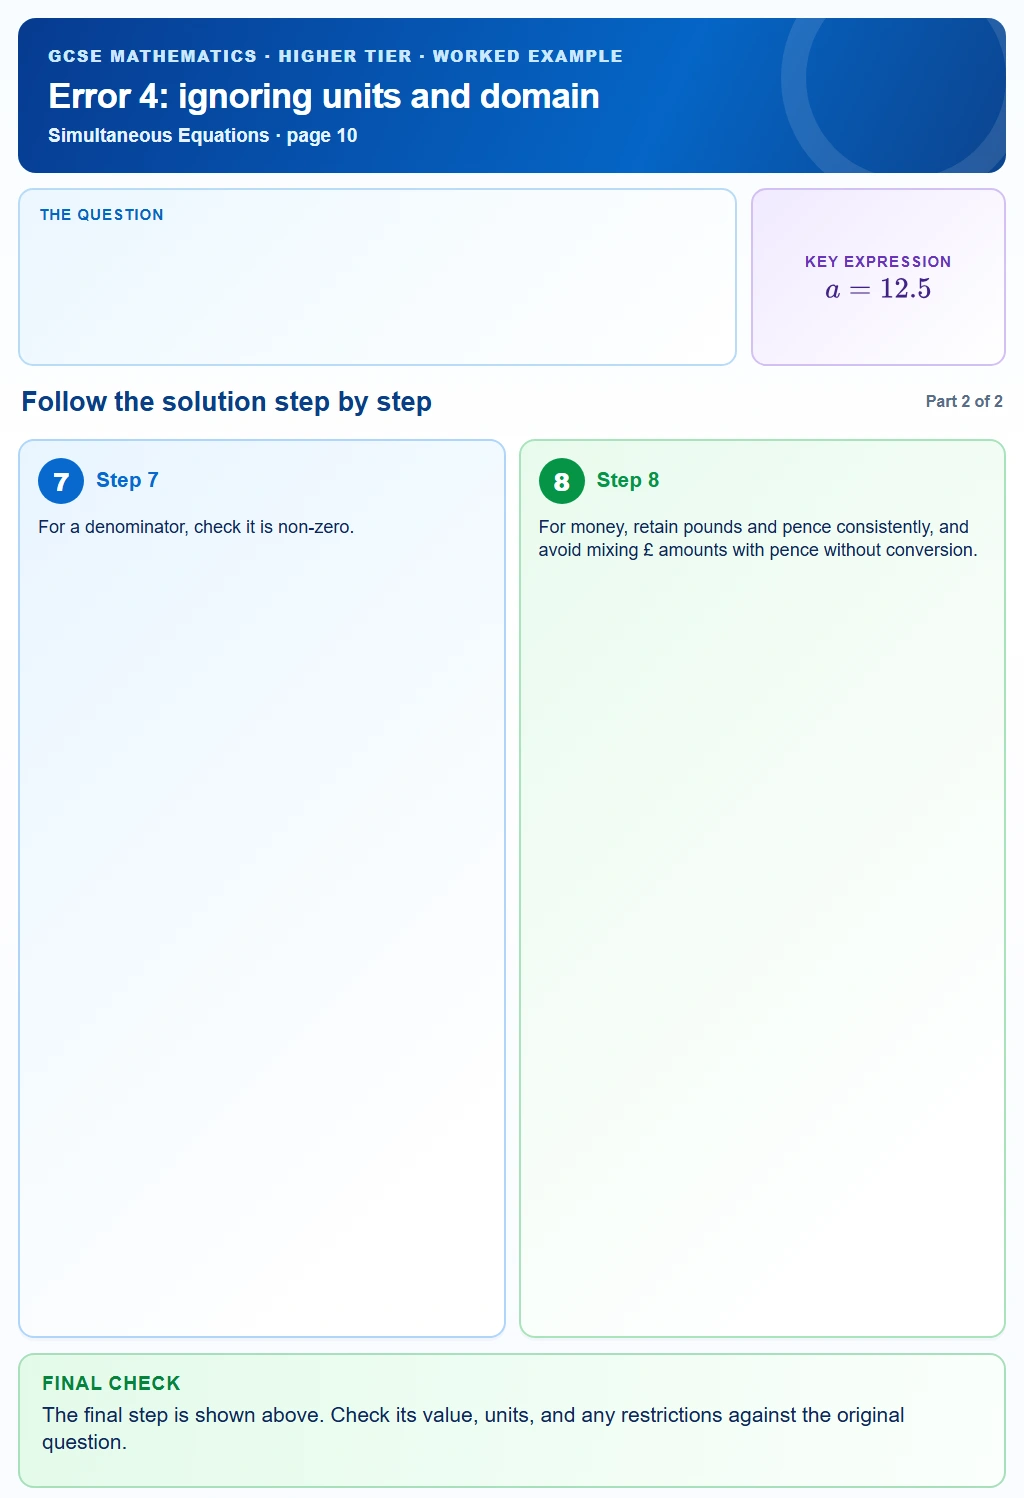 GCSE MATHEMATICS · HIGHER TIER · WORKED EXAMPLE
Error 4: ignoring units and domain
Simultaneous Equations · page 10
THE QUESTION
KEY EXPRESSION
a = 12.5
Follow the solution step by step
Part 2 of 2
7 Step 7
For a denominator, check it is non-zero.
8 Step 8
For money, retain pounds and pence consistently, and
avoid mixing £ amounts with pence without conversion.
FINAL CHECK
The final step is shown above. Check its value, units, and any restrictions against the original
question.